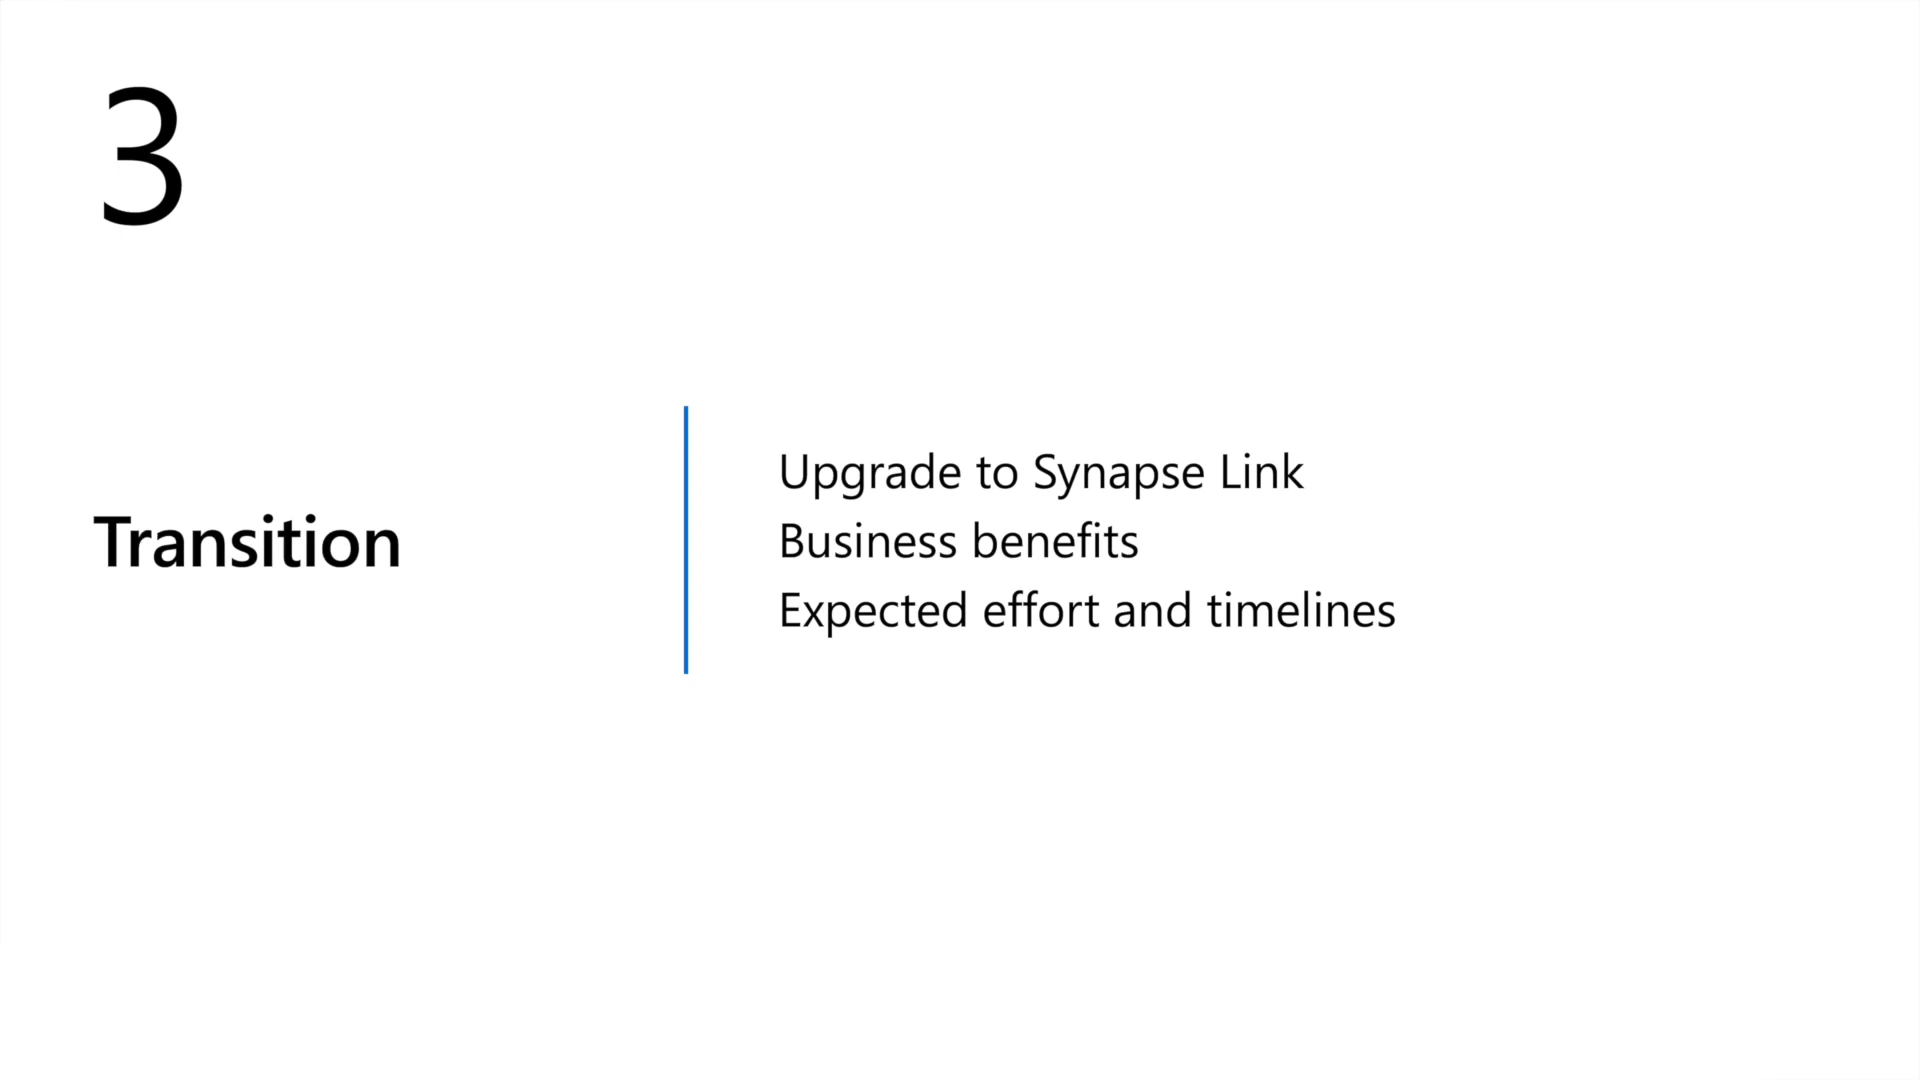 3
Transition
Upgrade to Synapse Link
Business benefits
Expected effort and timelines